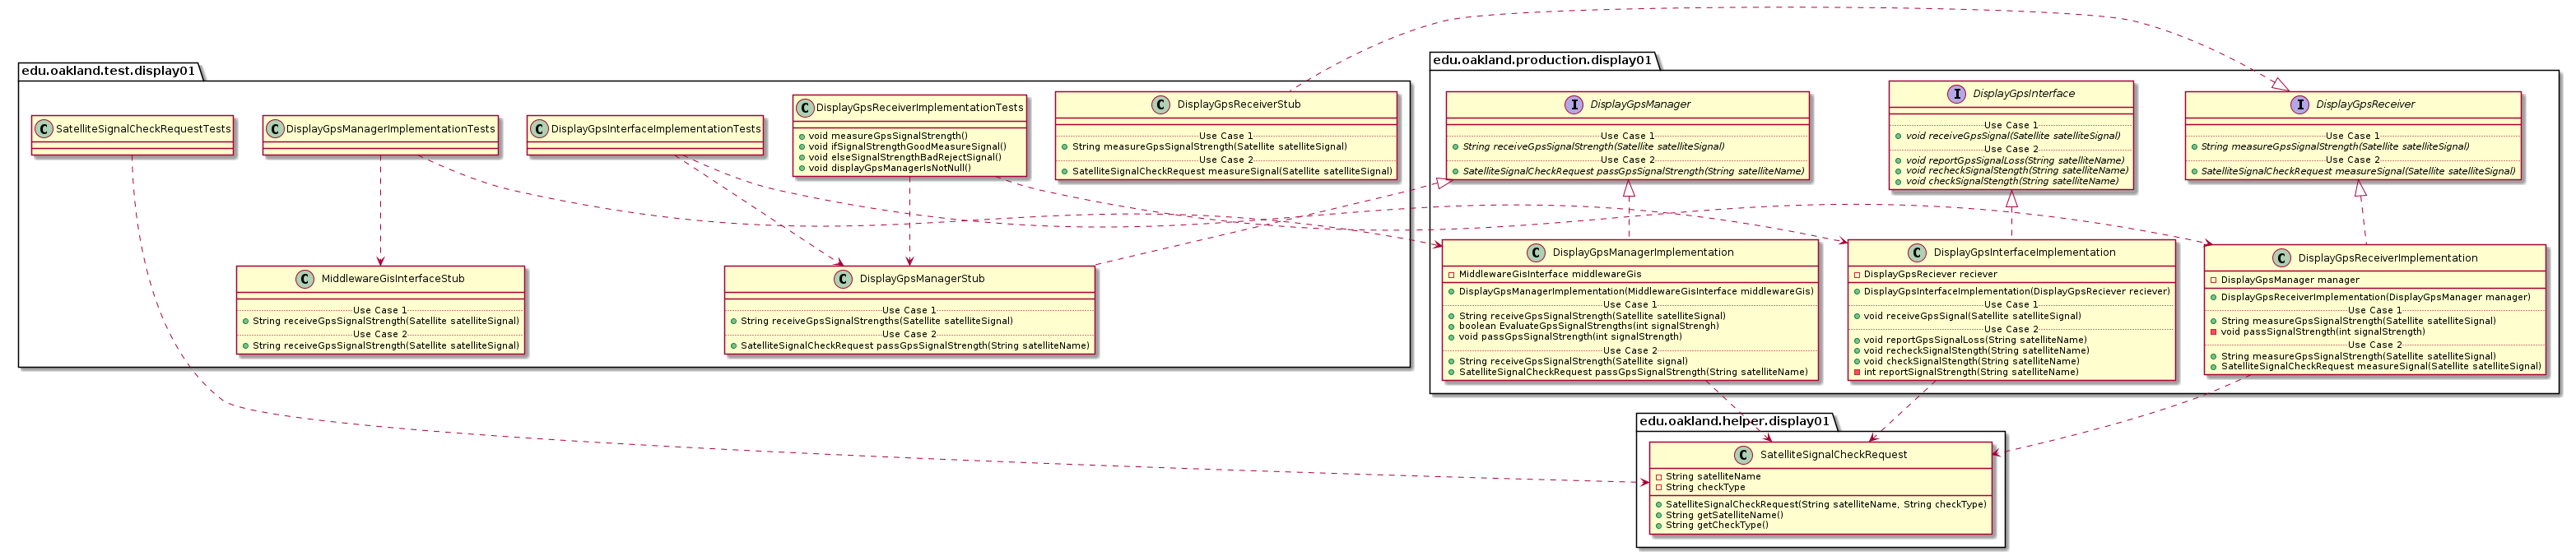 edu.oakland.test.display01
SatelliteSignalCheckRequestTests
DisplayGpsManagerImplementationTests
DisplayGpsInterfaceImplementationTests
DisplayGpsReceiverImplementationTests
void measureGpsSignalStrength()
void ifSignalStrengthGoodMeasureSignal()
void elseSignalStrengthBadRejectSignal()
void displayGpsManagerIsNotNull()
DisplayGpsReceiverStub
Use Case 1
String measureGpsSignalStrength(Satellite satelliteSignal)
Use Case 2
SatelliteSignalCheckRequest measureSignal(Satellite satelliteSignal)
MiddlewareGisInterfaceStub
Use Case 1
String receiveGpsSignalStrength(Satellite satelliteSignal)
Use Case 2
String receiveGpsSignalStrength(Satellite satelliteSignal)
DisplayGpsManagerStub
Use Case 1
String receiveGpsSignalStrengths(Satellite satelliteSignal)
Use Case 2
SatelliteSignalCheckRequest passGpsSignalStrength(String satelliteName)
edu.oakland.production.display01
DisplayGpsManager
Use Case 1
String receiveGpsSignalStrength(Satellite satelliteSignal)
Use Case 2
SatelliteSignalCheckRequest passGpsSignalStrength(String satelliteName)
DisplayGpsInterface
Use Case 1
void receiveGpsSignal(Satellite satelliteSignal)
Use Case 2
void reportGpsSignalLoss(String satelliteName)
void recheckSignalStength(String satelliteName)
void checkSignalStength(String satelliteName)
DisplayGpsReceiver
Use Case 1
String measureGpsSignalStrength(Satellite satelliteSignal)
Use Case 2
SatelliteSignalCheckRequest measureSignal(Satellite satelliteSignal)
DisplayGpsManagerImplementation
MiddlewareGisInterface middlewareGis
DisplayGpsManagerImplementation(MiddlewareGisInterface middlewareGis)
Use Case 1
String receiveGpsSignalStrength(Satellite satelliteSignal)
boolean EvaluateGpsSignalStrengths(int signalStrengh)
void passGpsSignalStrength(int signalStrength)
Use Case 2
String receiveGpsSignalStrength(Satellite signal)
SatelliteSignalCheckRequest passGpsSignalStrength(String satelliteName)
DisplayGpsInterfaceImplementation
DisplayGpsReciever reciever
DisplayGpsInterfaceImplementation(DisplayGpsReciever reciever)
Use Case 1
void receiveGpsSignal(Satellite satelliteSignal)
Use Case 2
void reportGpsSignalLoss(String satelliteName)
void recheckSignalStength(String satelliteName)
void checkSignalStength(String satelliteName)
int reportSignalStrength(String satelliteName)
DisplayGpsReceiverImplementation
DisplayGpsManager manager
DisplayGpsReceiverImplementation(DisplayGpsManager manager)
Use Case 1
String measureGpsSignalStrength(Satellite satelliteSignal)
void passSignalStrength(int signalStrength)
Use Case 2
String measureGpsSignalStrength(Satellite satelliteSignal)
SatelliteSignalCheckRequest measureSignal(Satellite satelliteSignal)
edu.oakland.helper.display01
SatelliteSignalCheckRequest
String satelliteName
String checkType
SatelliteSignalCheckRequest(String satelliteName, String checkType)
String getSatelliteName()
String getCheckType()